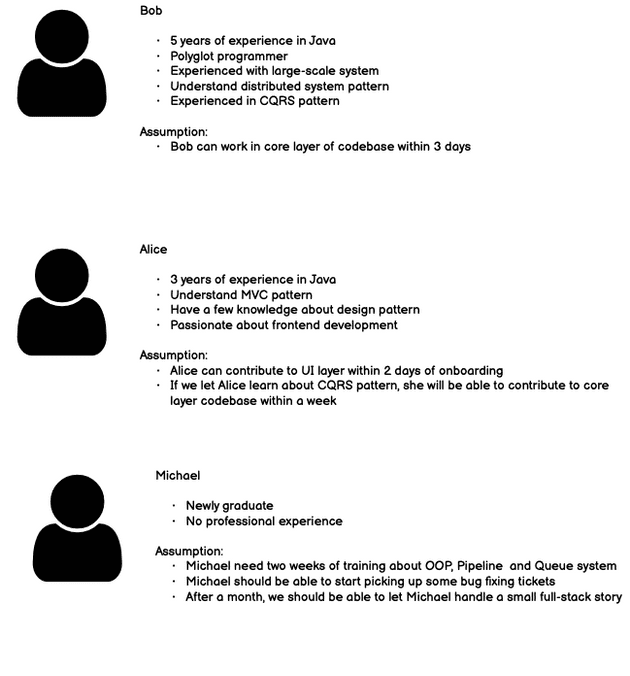 Bob
· 5 years of experience in Java
· Polyglot programmer
· Experienced with large-scale system
· Understand distributed system pattern
· Experienced in CQRS pattern
Assumption:
· Bob can work in core layer of codebase within 3 days
Alice
· 3 years of experience in Java
· Understand MVC pattern
· Have a few knowledge about design pattern
· Passionate about frontend development
Assumption:
· Alice can contribute to UI layer within 2 days of onboarding
· If we let Alice learn about CQRS pattern, she will be able to contribute to core
layer codebase within a week
Michael
· Newly graduate
· No professional experience
Assumption:
· Michael need two weeks of training about OOP, Pipeline and Queue system
· Michael should be able to start picking up some bug fixing tickets
· After a month, we should be able to let Michael handle a small full-stack story